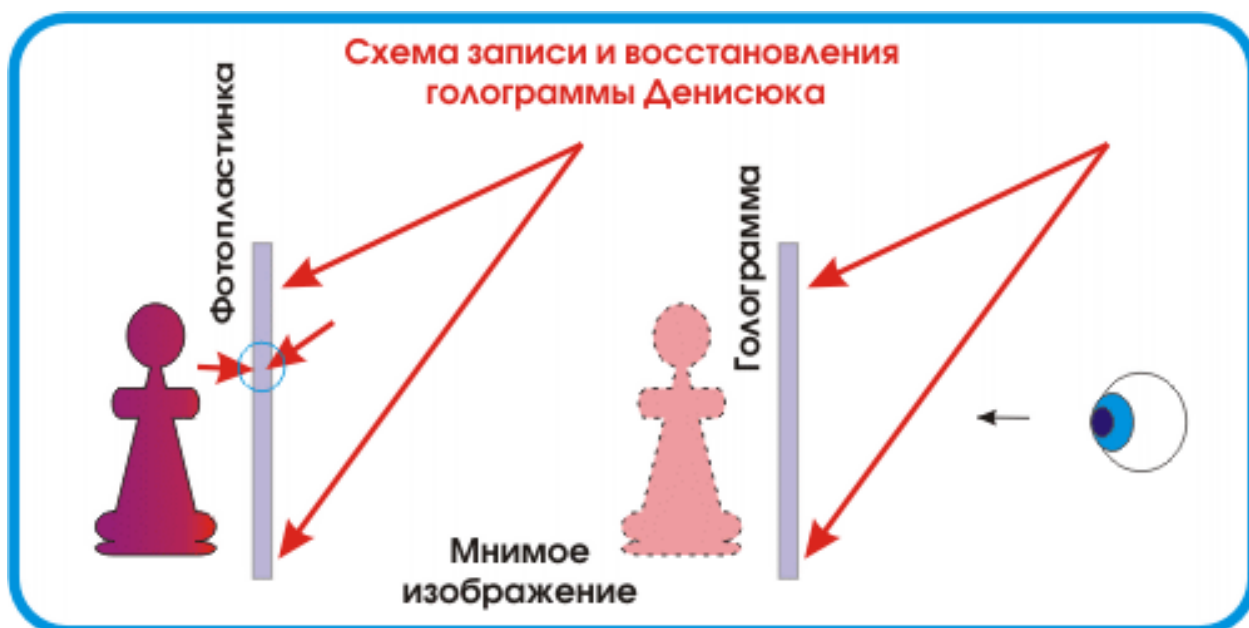 Схема записи и восстановления
голограммы Денисюка
Фотопластинка
Голограмма
Мнимое
изображение